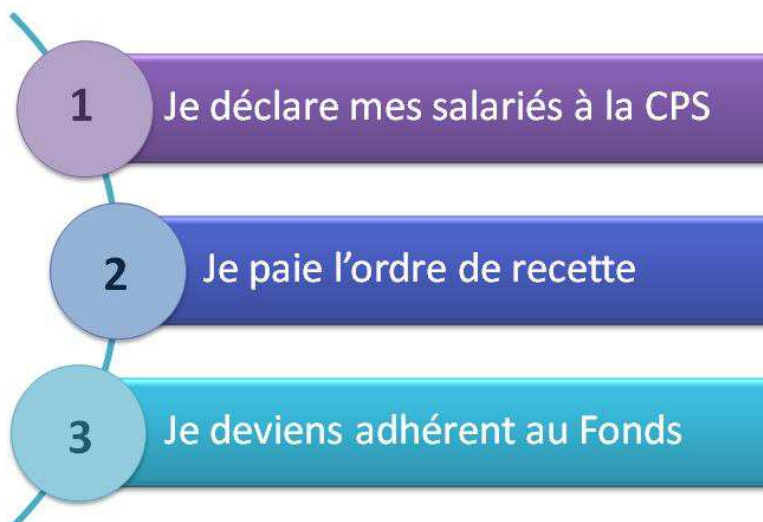 1 Je déclare mes salariés à la CPS
2 Je paie l’ordre de recette
3 Je deviens adhérent au Fonds